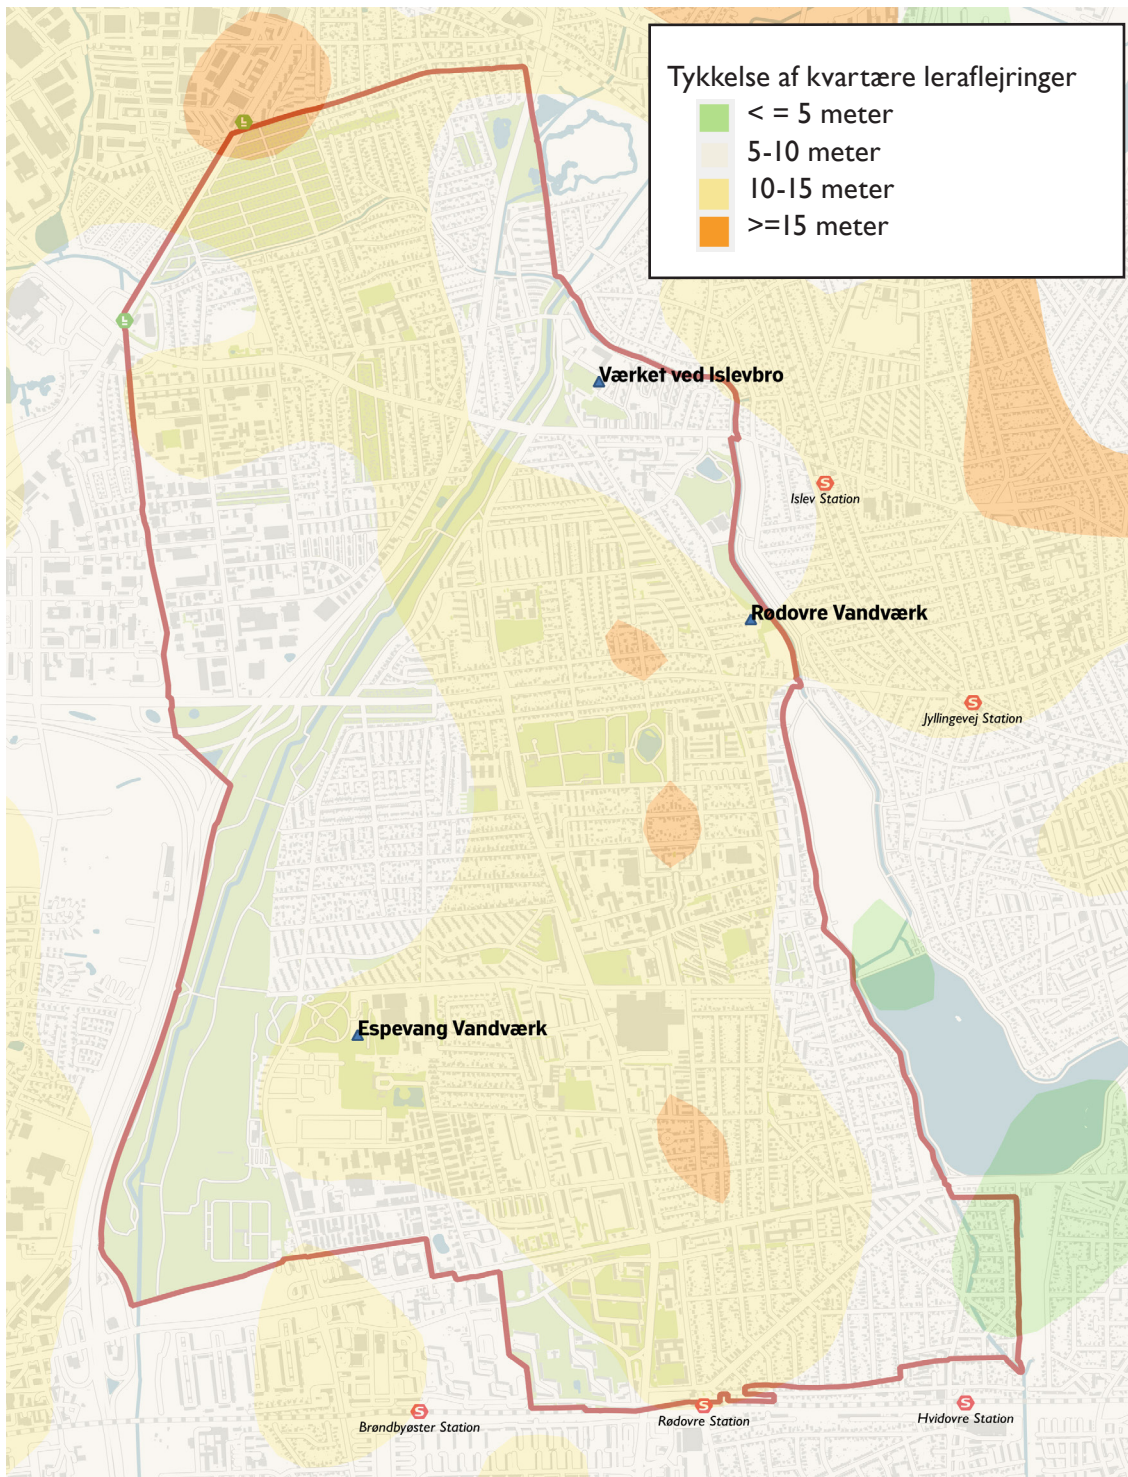 Tykkelse af kvartære leraflejringer
< = 5 meter
5-10 meter
10-15 meter
>=15 meter
L
L
Værket ved Islevbro
S
Islev Station
Rødovre Vandværk
S
Jyllingevej Station
Espevang Vandværk
S
Brøndbyøster Station
S
Rødovre Station
S
Hvidovre Station